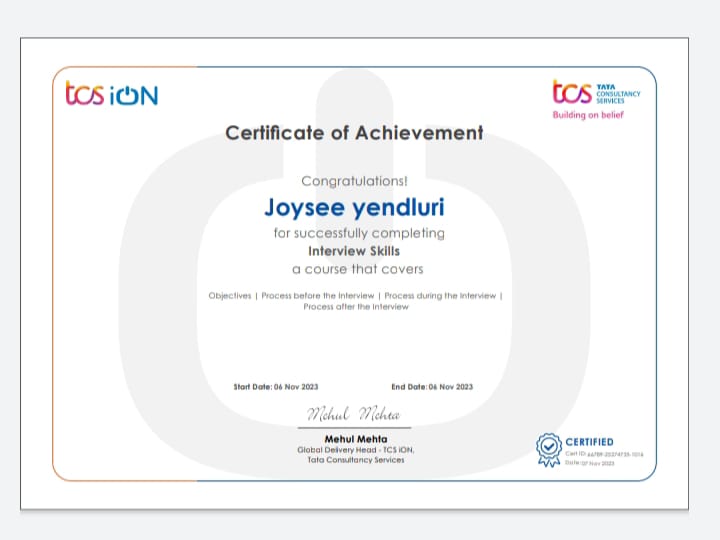 tcs iON
tcs TATA
CONSULTANCY
SERVICES
Building on belief
Certificate of Achievement
Congratulations!
Joysee yendluri
for successfully completing
Interview Skills
a course that covers
Objectives | Process before the Interview | Process during the Interview |
Process after the Interview
Start Date: 06 Nov 2023 End Date: 06 Nov 2023
Mehul Mehta
Mehul Mehta
Global Delivery Head - TCS iON,
Tata Consultancy Services
CERTIFIED
Cert ID: 66789-25274735-1016
Date: 07 Nov 2023